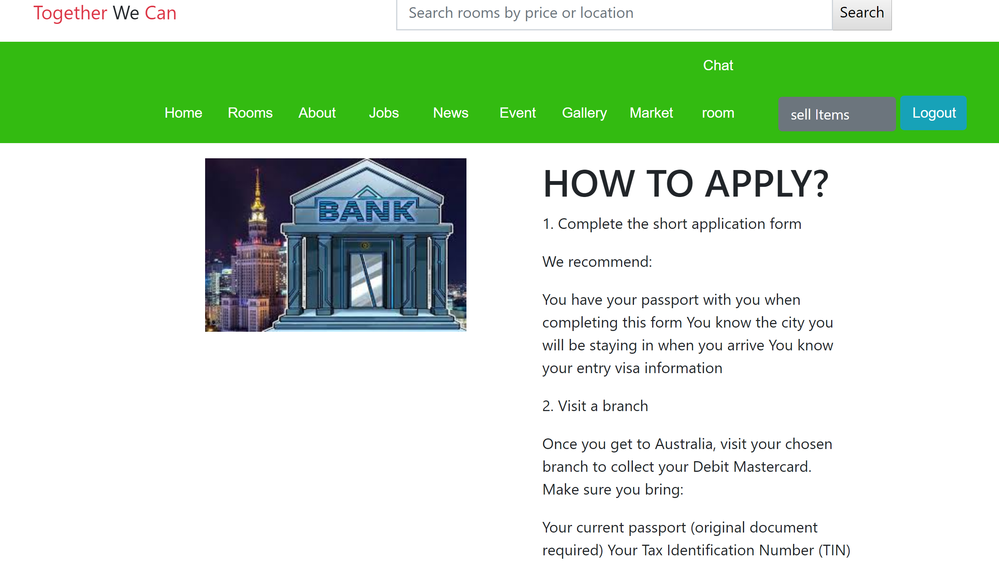 Together We Can
Search rooms by price or location
Search
Chat
Home Rooms About Jobs News Event Gallery Market room
sell Items
Logout
BANK
HOW TO APPLY?
1. Complete the short application form
We recommend:
You have your passport with you when
completing this form You know the city you
will be staying in when you arrive You know
your entry visa information
2. Visit a branch
Once you get to Australia, visit your chosen
branch to collect your Debit Mastercard.
Make sure you bring:
Your current passport (original document
required) Your Tax Identification Number (TIN)